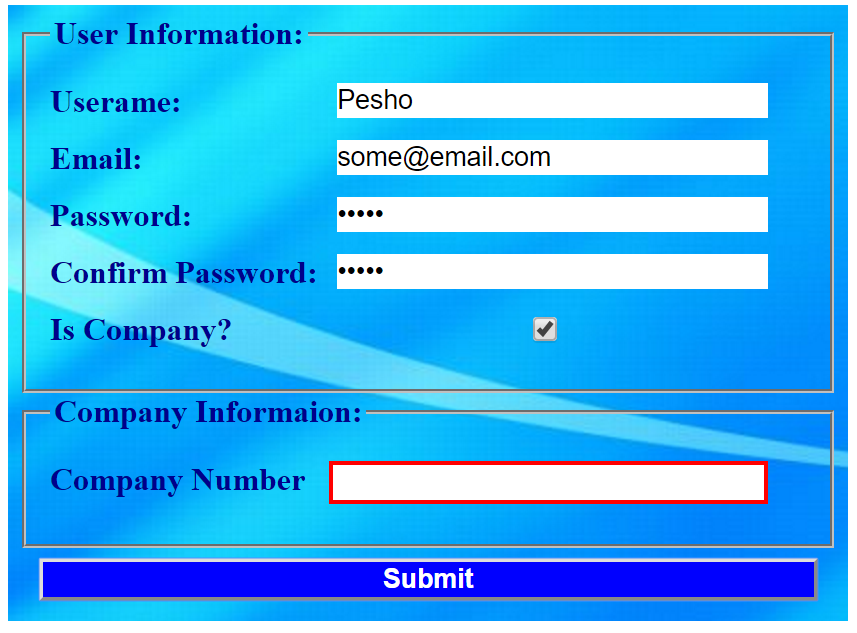 User Information:
Userame: Pesho
Email: some@email.com
Password: •••••
Confirm Password: •••••
Is Company?
Company Informaion:
Company Number
Submit